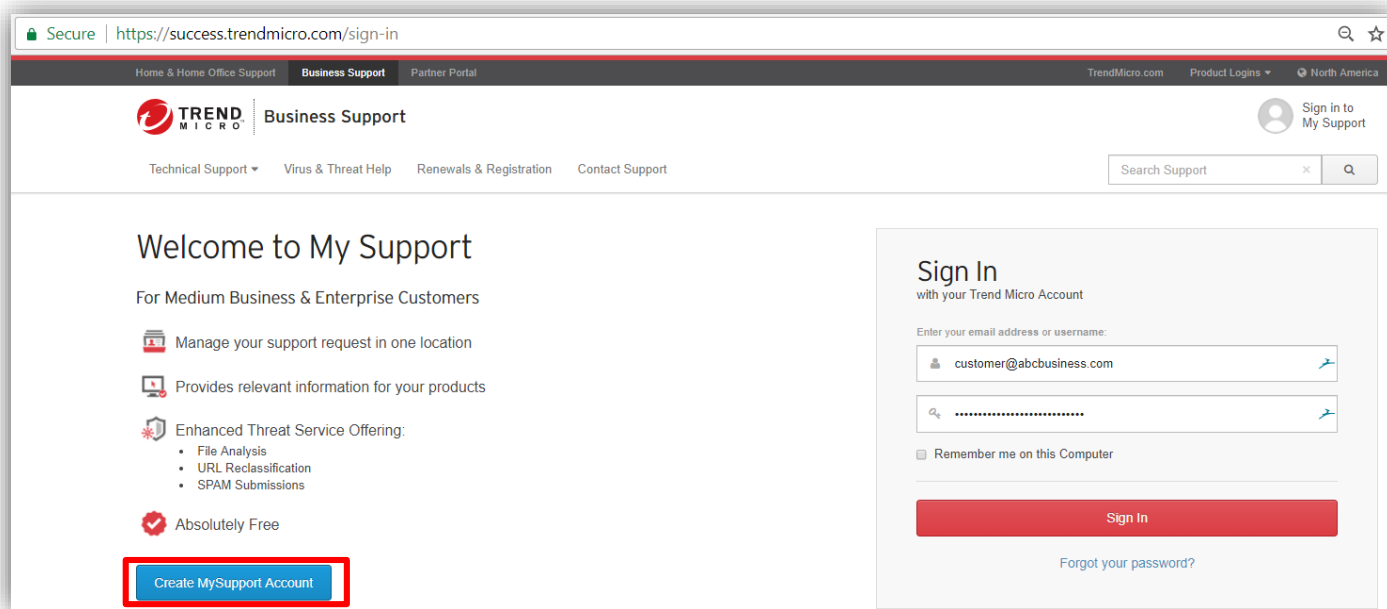 Secure https://success.trendmicro.com/sign-in
Home & Home Office Support Business Support Partner Portal TrendMicro.com Product Logins North America
TREND MICRO Business Support
Sign in to
My Support
Technical Support Virus & Threat Help Renewals & Registration Contact Support Search Support ×
Welcome to My Support
For Medium Business & Enterprise Customers
Manage your support request in one location
Provides relevant information for your products
Enhanced Threat Service Offering:
• File Analysis
• URL Reclassification
• SPAM Submissions
Absolutely Free
Create MySupport Account
Sign In
with your Trend Micro Account
Enter your email address or username:
customer@abcbusiness.com
••••••••••••••••••••••••••••
Remember me on this Computer
Sign In
Forgot your password?